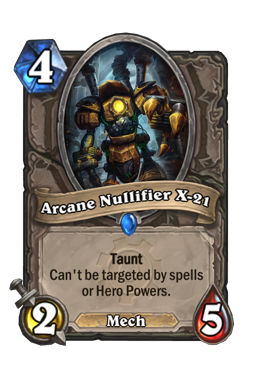 4
Arcane Nullifier X-21
Taunt
Can't be targeted by spells
or Hero Powers.
2
Mech
5